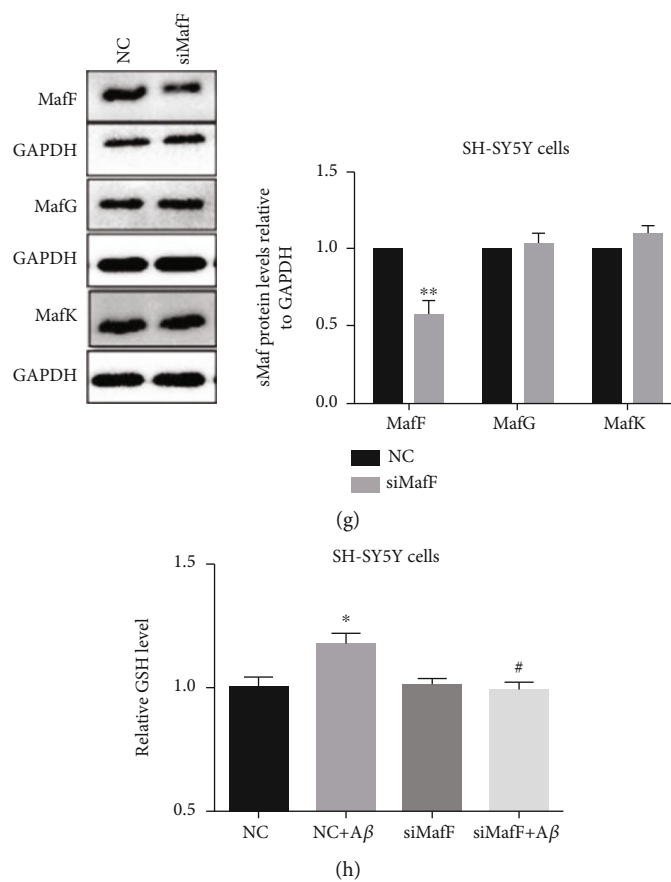 NC
siMafF
MafF
GAPDH
MafG
GAPDH
MafK
GAPDH
SH-SY5Y cells
sMaf protein levels relative
to GAPDH
1.5
1.0
0.5
0.0
**
MafF
MafG
MafK
NC
siMafF
(g)
SH-SY5Y cells
Relative GSH level
1.5
1.0
0.5
*
#
NC
NC+Aβ
siMafF
siMafF+Aβ
(h)